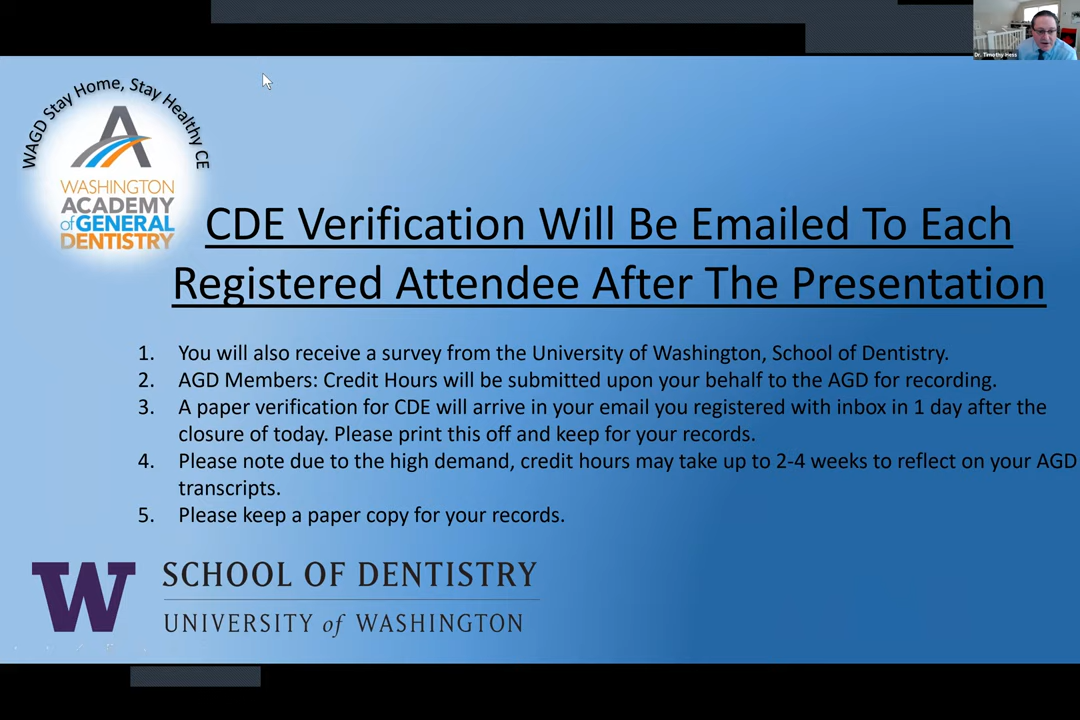 Dr. Timothy Hess
WAGD Stay Home, Stay Healthy CE
WASHINGTON
ACADEMY
of GENERAL
DENTISTRY
CDE Verification Will Be Emailed To Each
Registered Attendee After The Presentation
1. You will also receive a survey from the University of Washington, School of Dentistry.
2. AGD Members: Credit Hours will be submitted upon your behalf to the AGD for recording.
3. A paper verification for CDE will arrive in your email you registered with inbox in 1 day after the
closure of today. Please print this off and keep for your records.
4. Please note due to the high demand, credit hours may take up to 2-4 weeks to reflect on your AGD
transcripts.
5. Please keep a paper copy for your records.
W
SCHOOL OF DENTISTRY
UNIVERSITY of WASHINGTON